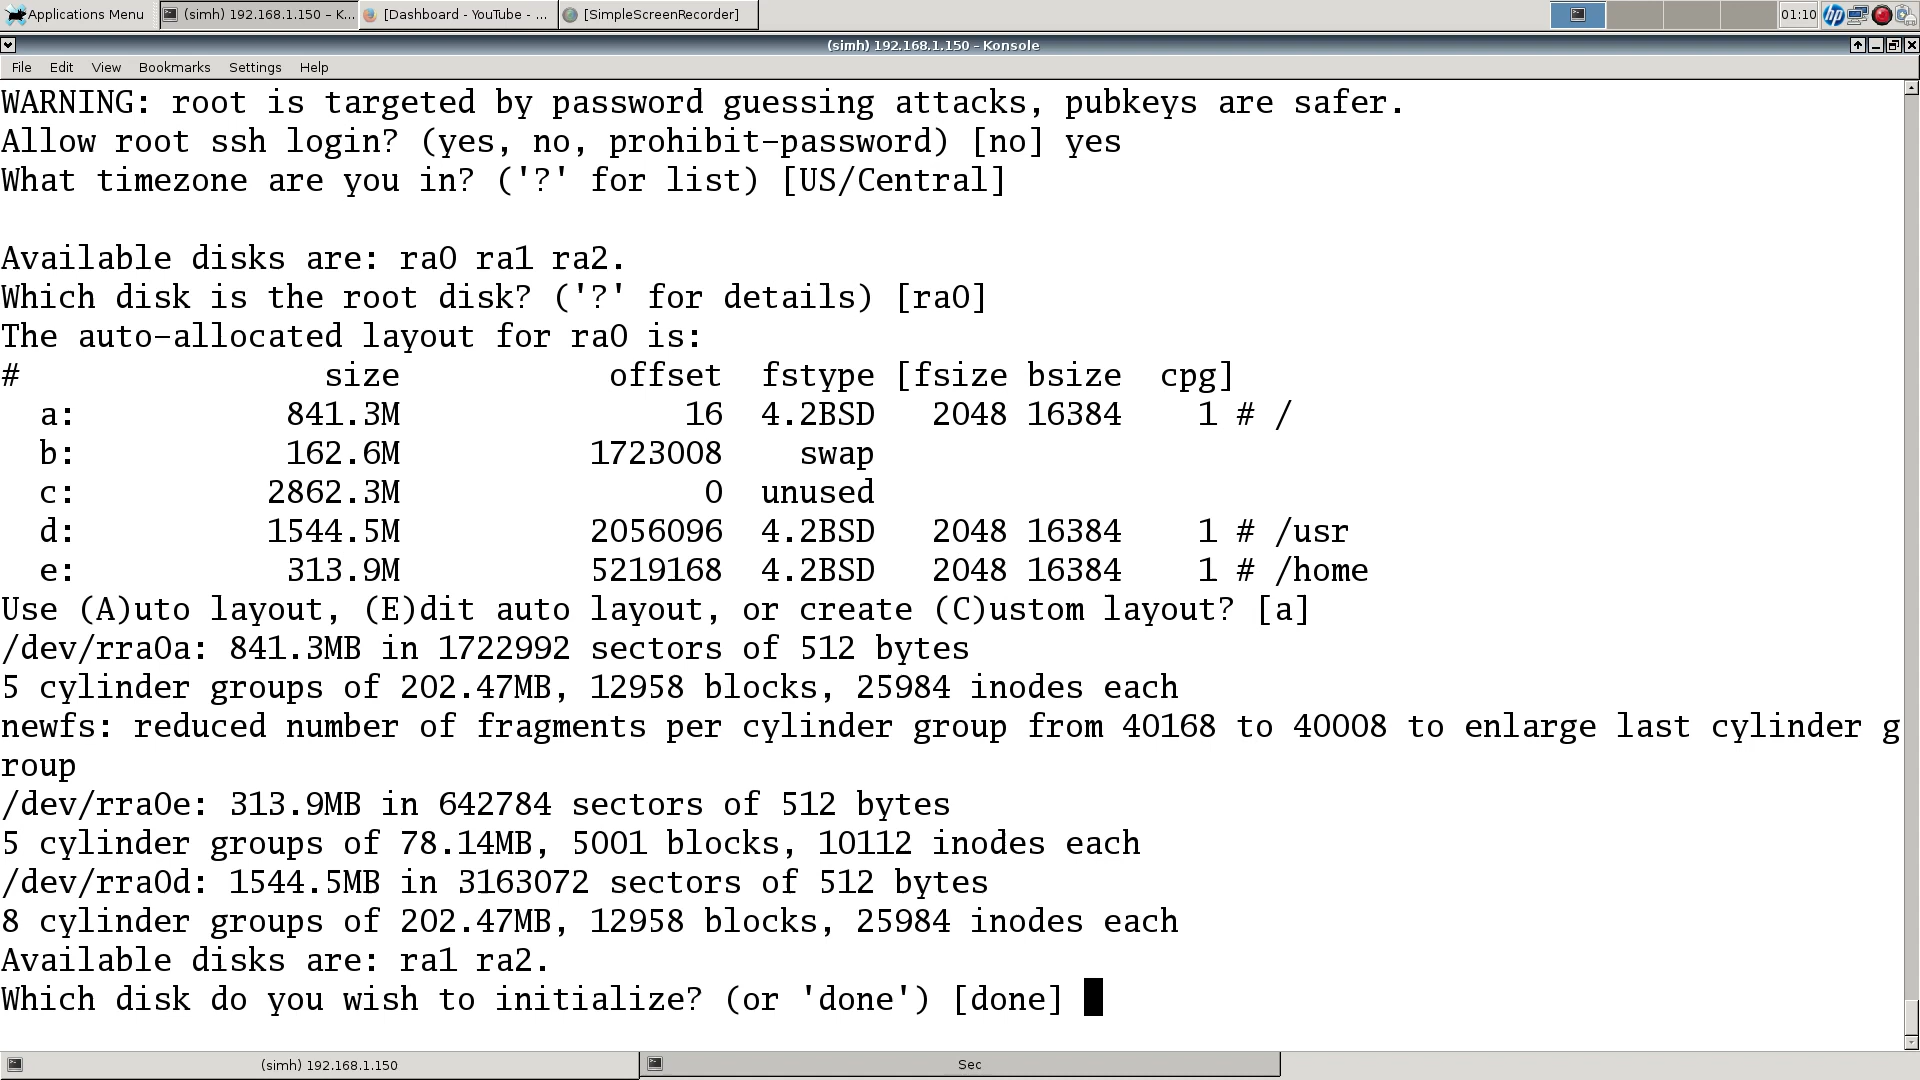 Applications Menu (simh) 192.168.1.150 – K... [Dashboard - YouTube - ... [SimpleScreenRecorder] 01:10
(simh) 192.168.1.150 – Konsole
File Edit View Bookmarks Settings Help
WARNING: root is targeted by password guessing attacks, pubkeys are safer.
Allow root ssh login? (yes, no, prohibit-password) [no] yes
What timezone are you in? ('?' for list) [US/Central]
Available disks are: ra0 ra1 ra2.
Which disk is the root disk? ('?' for details) [ra0]
The auto-allocated layout for ra0 is:
# size offset fstype [fsize bsize cpg]
a: 841.3M 16 4.2BSD 2048 16384 1 # /
b: 162.6M 1723008 swap
c: 2862.3M 0 unused
d: 1544.5M 2056096 4.2BSD 2048 16384 1 # /usr
e: 313.9M 5219168 4.2BSD 2048 16384 1 # /home
Use (A)uto layout, (E)dit auto layout, or create (C)ustom layout? [a]
/dev/rra0a: 841.3MB in 1722992 sectors of 512 bytes
5 cylinder groups of 202.47MB, 12958 blocks, 25984 inodes each
newfs: reduced number of fragments per cylinder group from 40168 to 40008 to enlarge last cylinder g
roup
/dev/rra0e: 313.9MB in 642784 sectors of 512 bytes
5 cylinder groups of 78.14MB, 5001 blocks, 10112 inodes each
/dev/rra0d: 1544.5MB in 3163072 sectors of 512 bytes
8 cylinder groups of 202.47MB, 12958 blocks, 25984 inodes each
Available disks are: ra1 ra2.
Which disk do you wish to initialize? (or 'done') [done]
(simh) 192.168.1.150 Sec